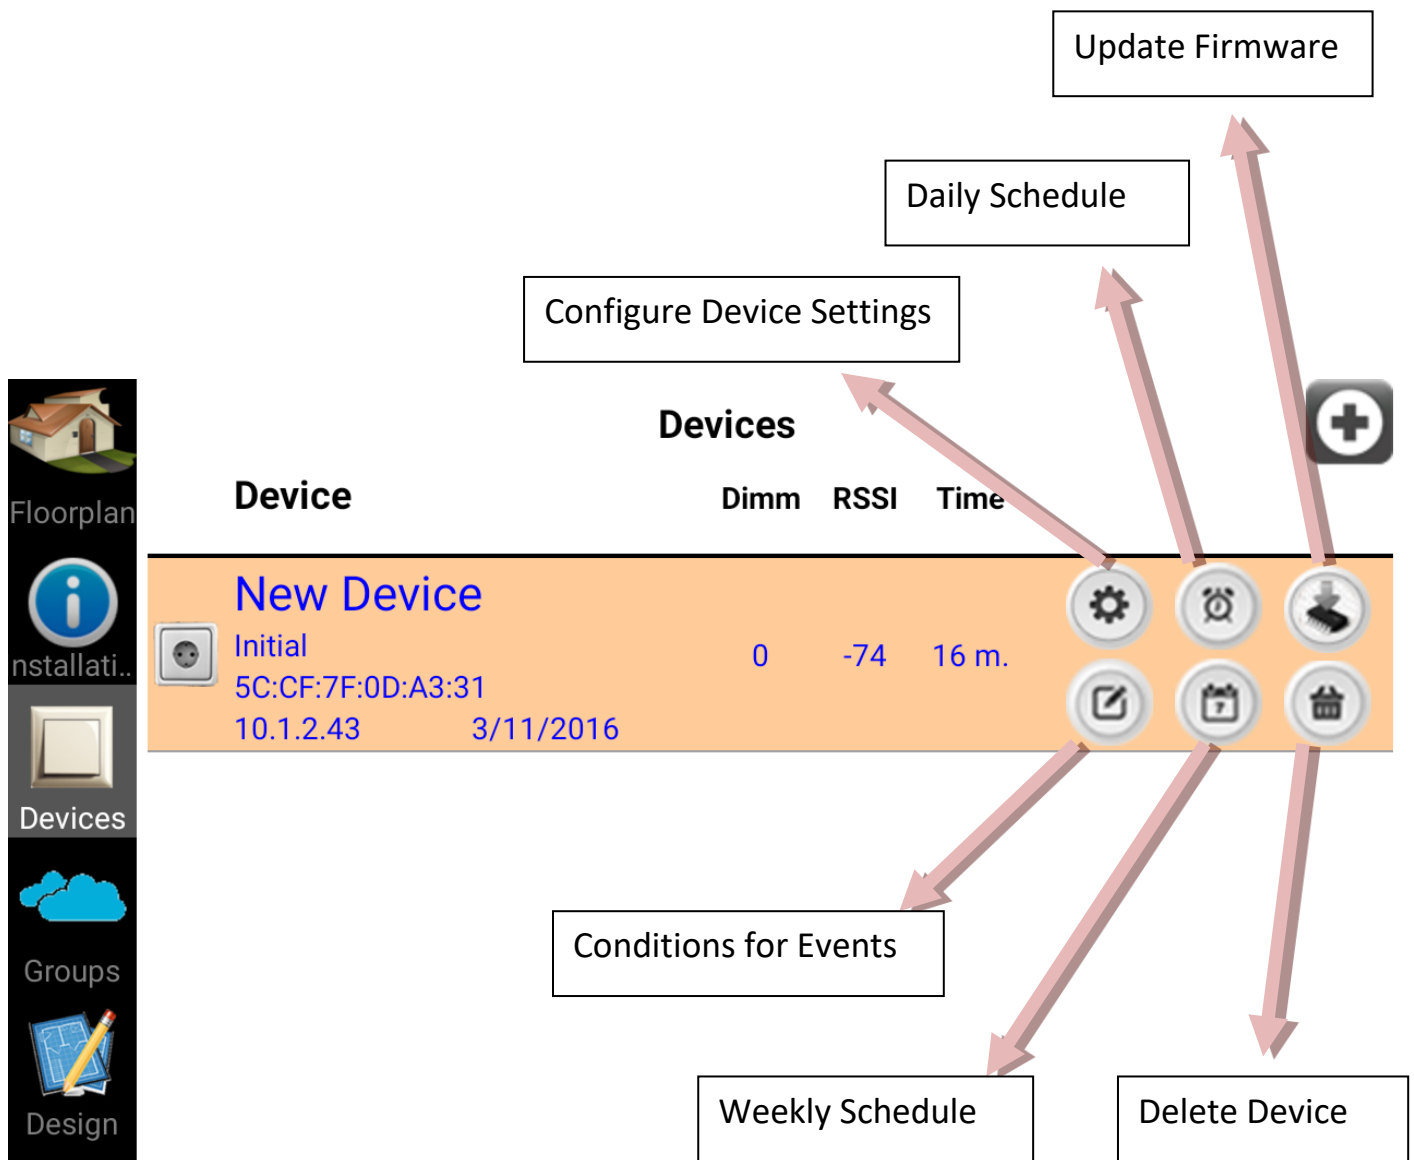 Update Firmware
Daily Schedule
Configure Device Settings
Devices
Device Dimm RSSI Time
Floorplan
New Device
Initial
5C:CF:7F:0D:A3:31
10.1.2.43 3/11/2016
0 -74 16 m.
7
nstallati..
Devices
Groups
Design
Conditions for Events
Weekly Schedule
Delete Device